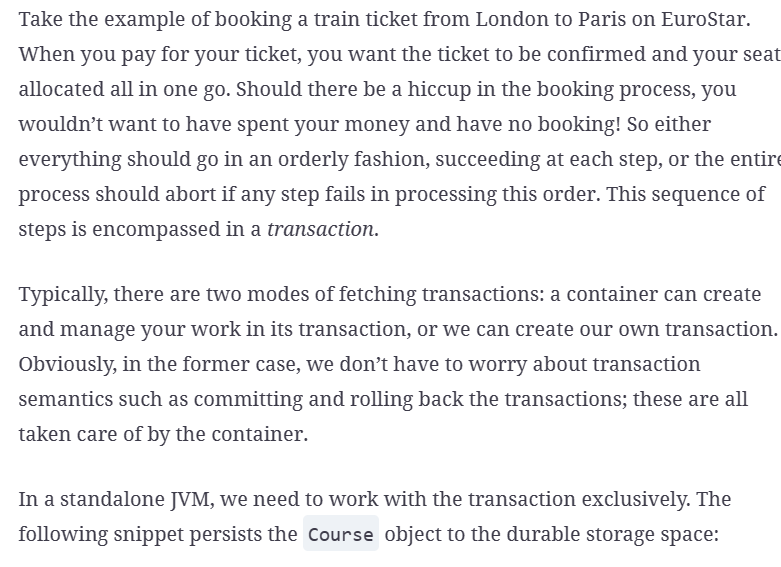 Take the example of booking a train ticket from London to Paris on EuroStar.
When you pay for your ticket, you want the ticket to be confirmed and your seat
allocated all in one go. Should there be a hiccup in the booking process, you
wouldn’t want to have spent your money and have no booking! So either
everything should go in an orderly fashion, succeeding at each step, or the entire
process should abort if any step fails in processing this order. This sequence of
steps is encompassed in a transaction.
Typically, there are two modes of fetching transactions: a container can create
and manage your work in its transaction, or we can create our own transaction.
Obviously, in the former case, we don’t have to worry about transaction
semantics such as committing and rolling back the transactions; these are all
taken care of by the container.
In a standalone JVM, we need to work with the transaction exclusively. The
following snippet persists the Course object to the durable storage space: